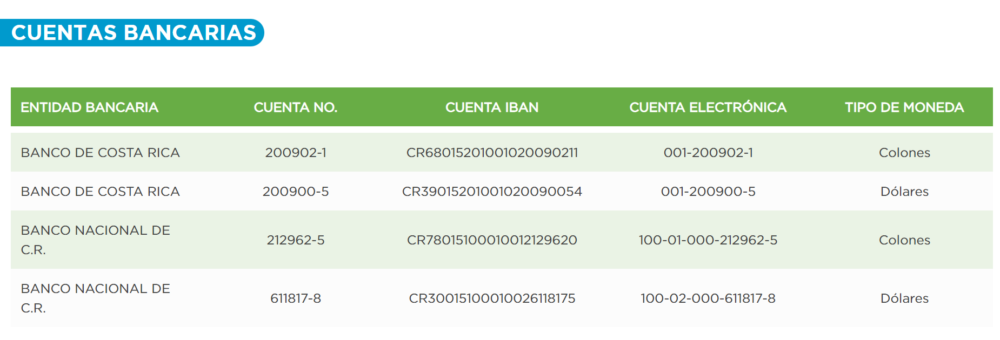 CUENTAS BANCARIAS
ENTIDAD BANCARIA CUENTA NO. CUENTA IBAN CUENTA ELECTRÓNICA TIPO DE MONEDA
BANCO DE COSTA RICA 200902-1 CR68015201001020090211 001-200902-1 Colones
BANCO DE COSTA RICA 200900-5 CR39015201001020090054 001-200900-5 Dólares
BANCO NACIONAL DE
C.R. 212962-5 CR78015100010012129620 100-01-000-212962-5 Colones
BANCO NACIONAL DE
C.R. 611817-8 CR30015100010026118175 100-02-000-611817-8 Dólares